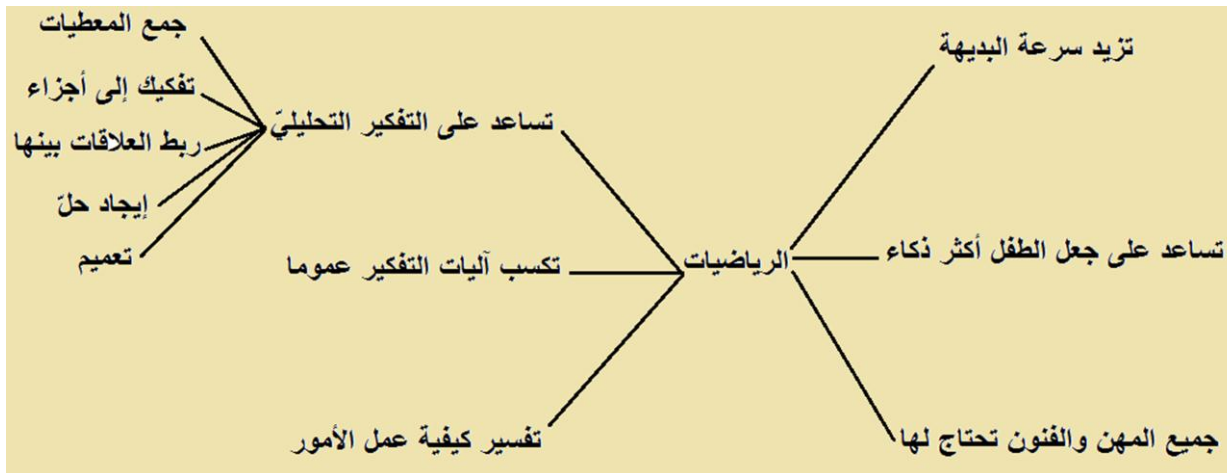 تزيد سرعة البديهة
تساعد على جعل الطفل أكثر ذكاء
جميع المهن والفنون تحتاج لها
الرياضيات
تساعد على التفكير التحليليّ
تكسب آليات التفكير عموما
تفسير كيفية عمل الأمور
جمع المعطيات
تفكيك إلى أجزاء
ربط العلاقات بينها
إيجاد حلّ
تعميم